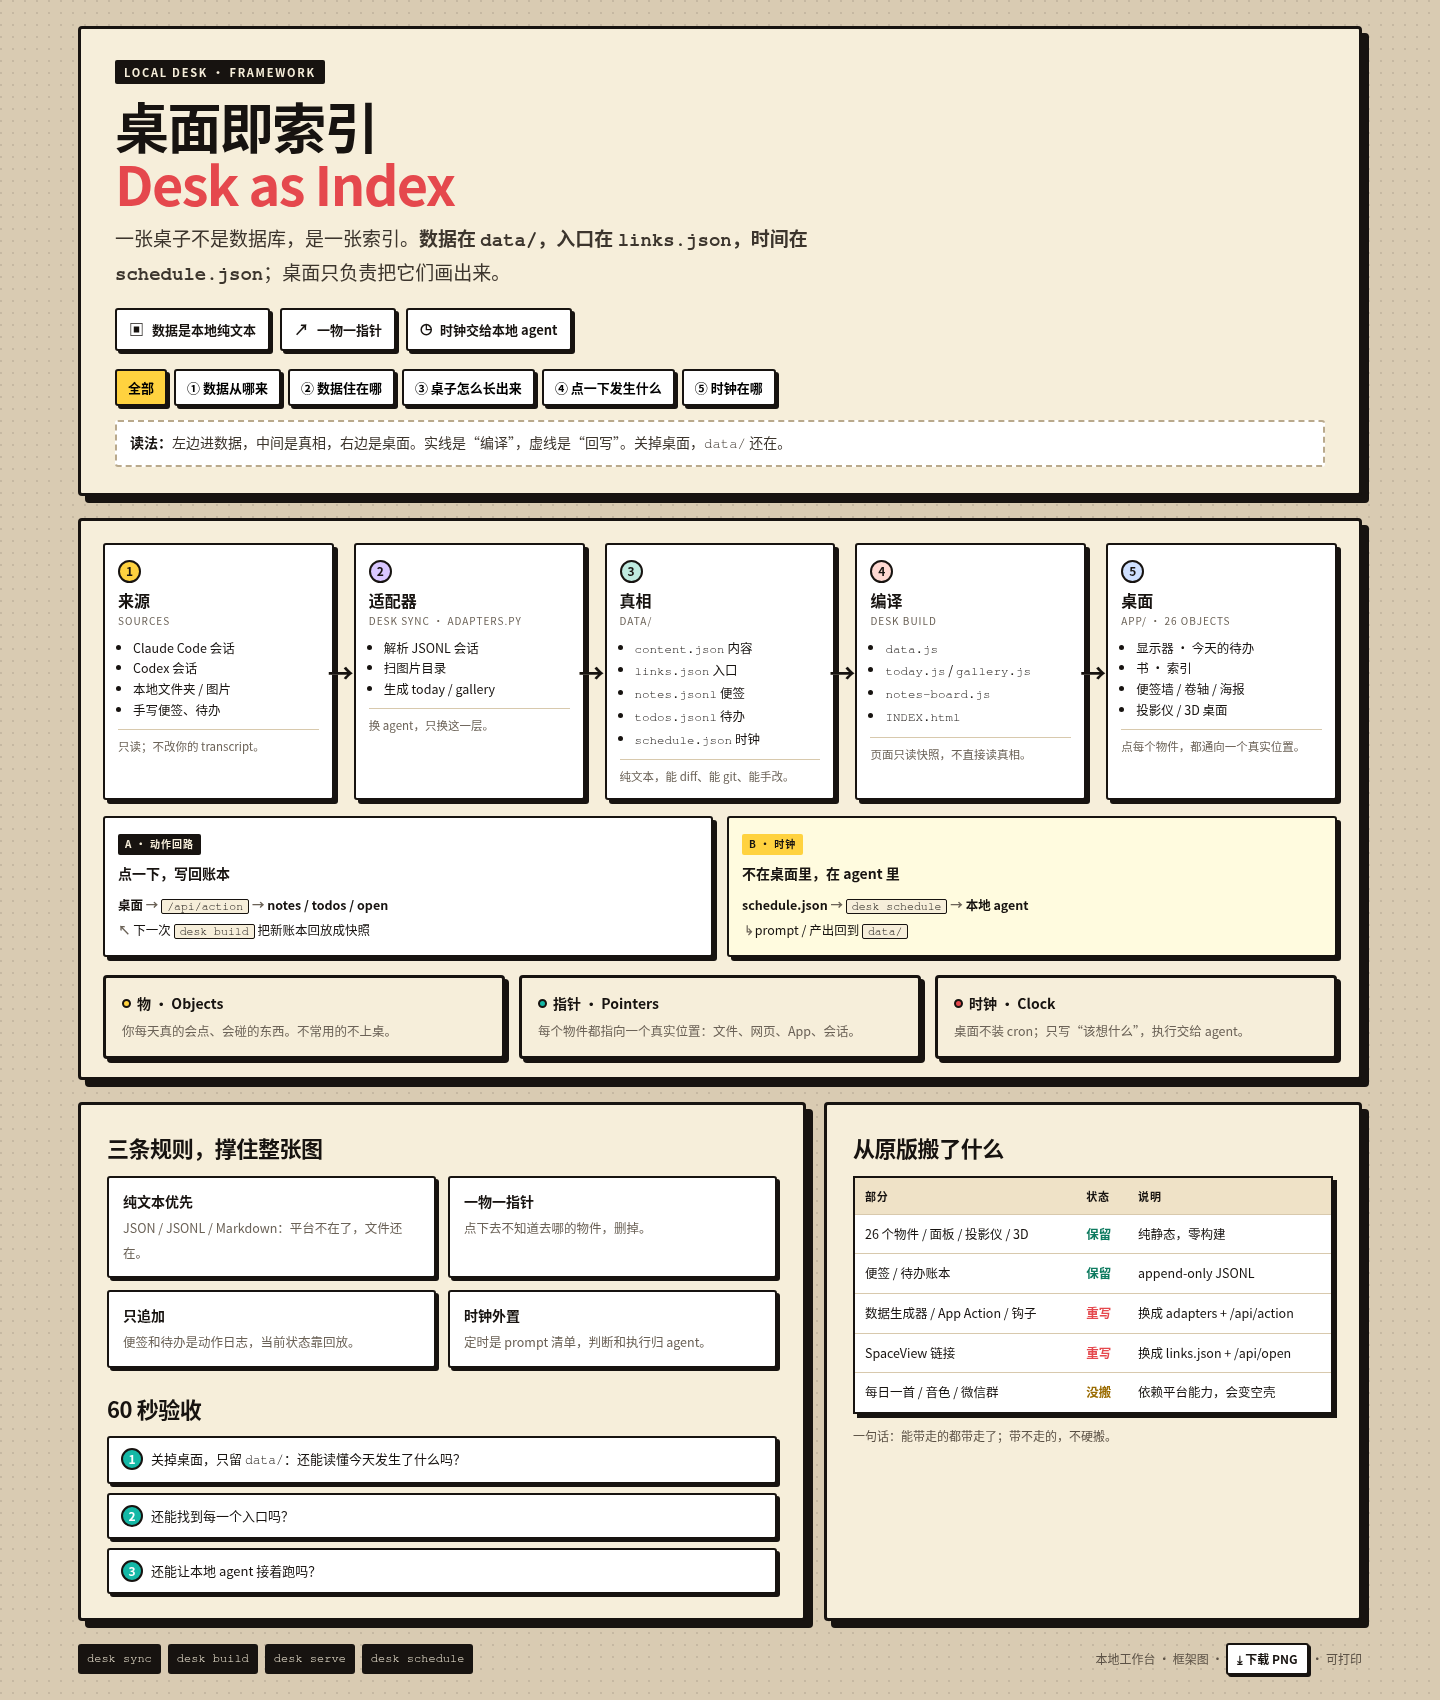 LOCAL DESK · FRAMEWORK
桌面即索引
Desk as Index
一张桌子不是数据库，是一张索引。数据在 data/，入口在 links.json，时间在
schedule.json；桌面只负责把它们画出来。
▣ 数据是本地纯文本
↗ 一物一指针
◷ 时钟交给本地 agent
全部
① 数据从哪来
② 数据住在哪
③ 桌子怎么长出来
④ 点一下发生什么
⑤ 时钟在哪
读法：左边进数据，中间是真相，右边是桌面。实线是“编译”，虚线是“回写”。关掉桌面，data/ 还在。
1
来源
SOURCES
Claude Code 会话
Codex 会话
本地文件夹 / 图片
手写便签、待办
只读；不改你的 transcript。
→
2
适配器
DESK SYNC · ADAPTERS.PY
解析 JSONL 会话
扫图片目录
生成 today / gallery
换 agent，只换这一层。
→
3
真相
DATA/
content.json 内容
links.json 入口
notes.jsonl 便签
todos.jsonl 待办
schedule.json 时钟
纯文本，能 diff、能 git、能手改。
→
4
编译
DESK BUILD
data.js
today.js / gallery.js
notes-board.js
INDEX.html
页面只读快照，不直接读真相。
→
5
桌面
APP/ · 26 OBJECTS
显示器 · 今天的待办
书 · 索引
便签墙 / 卷轴 / 海报
投影仪 / 3D 桌面
点每个物件，都通向一个真实位置。
A · 动作回路
点一下，写回账本
桌面 → /api/action → notes / todos / open
↖ 下一次 desk build 把新账本回放成快照
B · 时钟
不在桌面里，在 agent 里
schedule.json → desk schedule → 本地 agent
↳ prompt / 产出回到 data/
物 · Objects
你每天真的会点、会碰的东西。不常用的不上桌。
指针 · Pointers
每个物件都指向一个真实位置：文件、网页、App、会话。
时钟 · Clock
桌面不装 cron；只写“该想什么”，执行交给 agent。
三条规则，撑住整张图
纯文本优先
JSON / JSONL / Markdown：平台不在了，文件还
在。
一物一指针
点下去不知道去哪的物件，删掉。
只追加
便签和待办是动作日志，当前状态靠回放。
时钟外置
定时是 prompt 清单，判断和执行归 agent。
60 秒验收
1 关掉桌面，只留 data/：还能读懂今天发生了什么吗？
2 还能找到每一个入口吗？
3 还能让本地 agent 接着跑吗？
从原版搬了什么
部分 状态 说明
26 个物件 / 面板 / 投影仪 / 3D 保留 纯静态，零构建
便签 / 待办账本 保留 append-only JSONL
数据生成器 / App Action / 钩子 重写 换成 adapters + /api/action
SpaceView 链接 重写 换成 links.json + /api/open
每日一首 / 音色 / 微信群 没搬 依赖平台能力，会变空壳
一句话：能带走的都带走了；带不走的，不硬搬。
desk sync
desk build
desk serve
desk schedule
本地工作台 · 框架图 · ⤓ 下载 PNG · 可打印